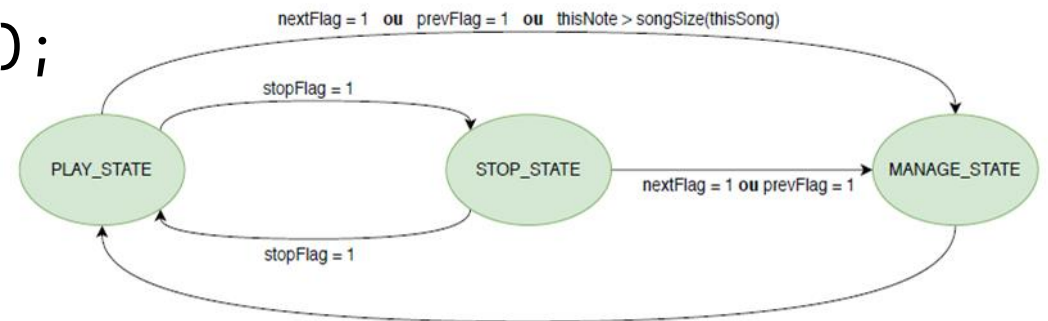 nextFlag = 1 ou prevFlag = 1 ou thisNote > songSize(thisSong)
);
stopFlag = 1
PLAY_STATE
STOP_STATE
MANAGE_STATE
nextFlag = 1 ou prevFlag = 1
stopFlag = 1